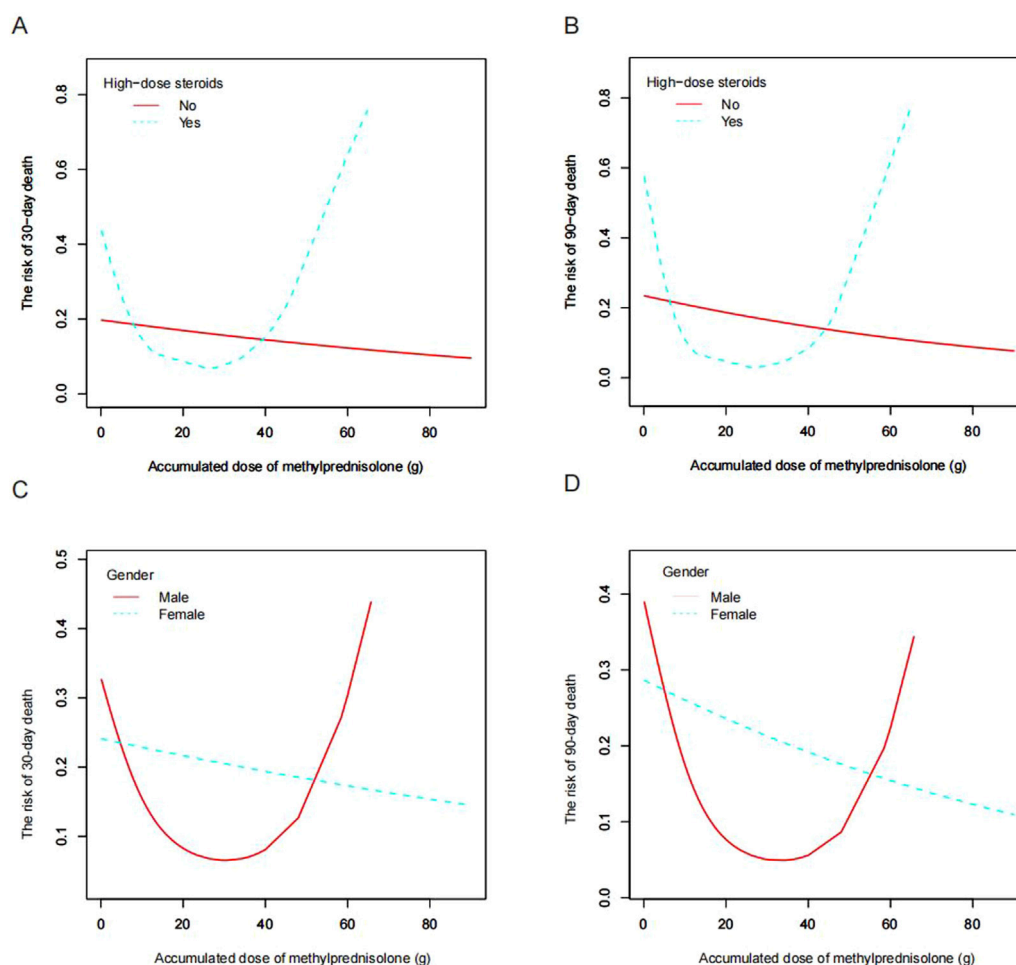 A
High-dose steroids
No
Yes
The risk of 30-day death
0.0
0.2
0.4
0.6
0.8
0
20
40
60
80
Accumulated dose of methylprednisolone (g)
B
High-dose steroids
No
Yes
The risk of 90-day death
0.0
0.2
0.4
0.6
0.8
0
20
40
60
80
Accumulated dose of methylprednisolone (g)
C
Gender
Male
Female
The risk of 30-day death
0.1
0.2
0.3
0.4
0.5
0
20
40
60
80
Accumulated dose of methylprednisolone (g)
D
Gender
Male
Female
The risk of 90-day death
0.0
0.1
0.2
0.3
0.4
0
20
40
60
80
Accumulated dose of methylprednisolone (g)